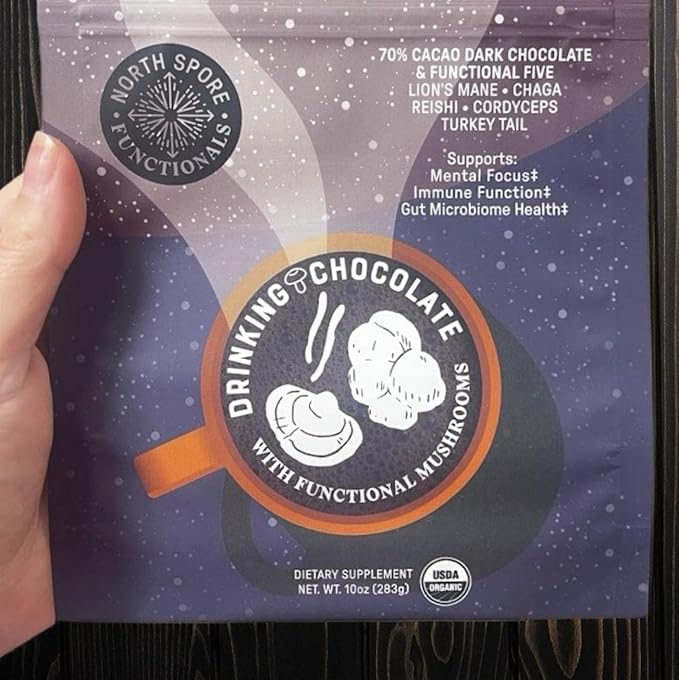 NORTH SPORE
FUNCTIONALS
70% CACAO DARK CHOCOLATE
& FUNCTIONAL FIVE
LION'S MANE • CHAGA
REISHI • CORDYCEPS
TURKEY TAIL
Supports:
Mental Focus‡
Immune Function‡
Gut Microbiome Health‡
DRINKING CHOCOLATE
WITH FUNCTIONAL MUSHROOMS
DIETARY SUPPLEMENT
NET. WT. 10oz (283g)
USDA
ORGANIC